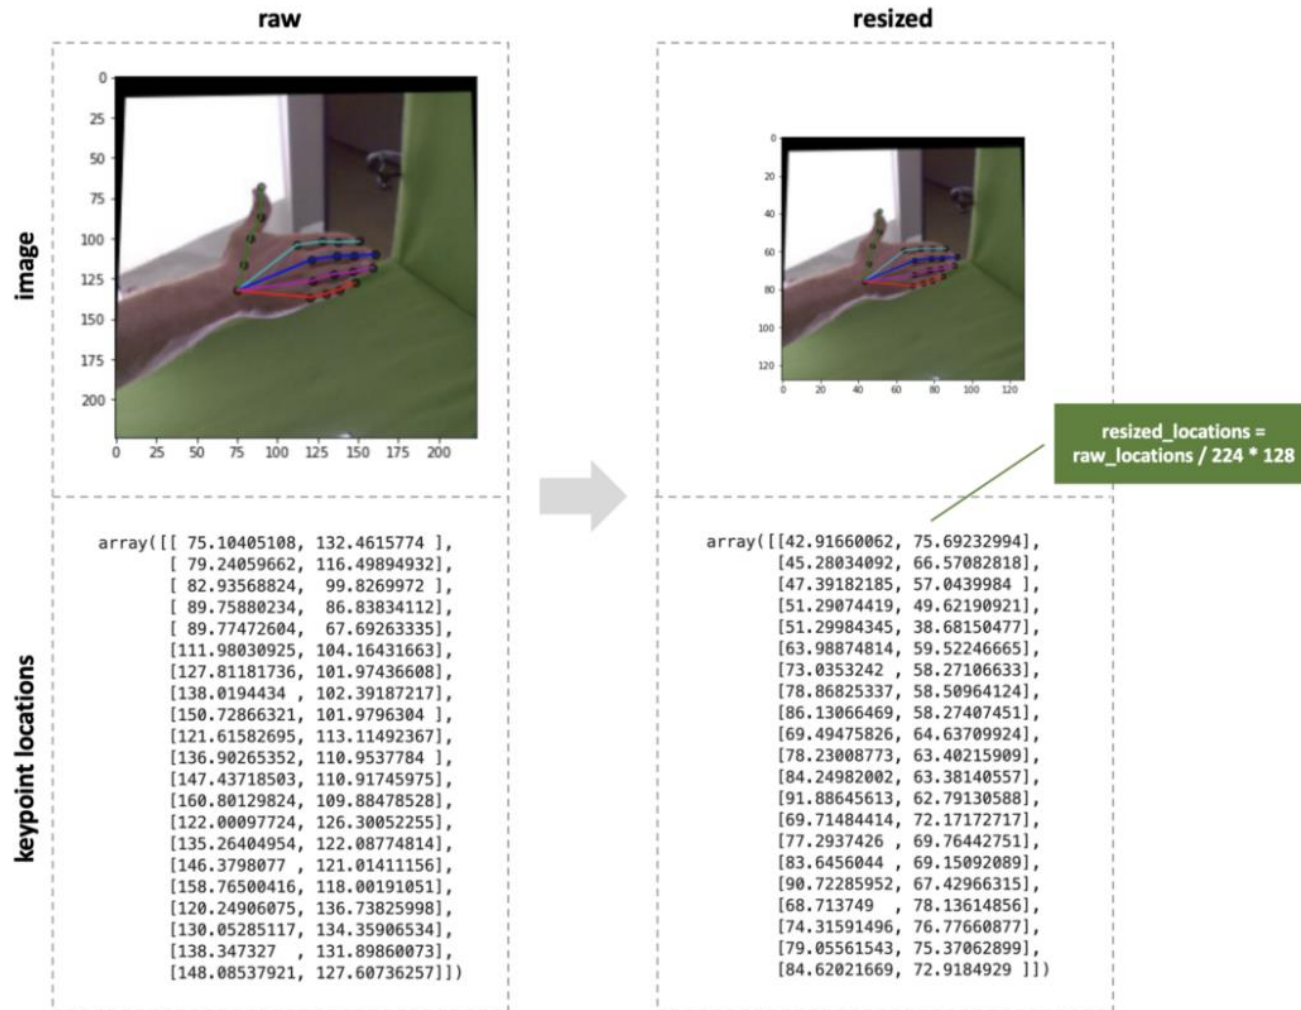 raw
resized
image
0
25
50
75
100
125
150
175
200
0 25 50 75 100 125 150 175 200
0
20
40
60
80
100
120
0 20 40 60 80 100 120
resized_locations =
raw_locations / 224 * 128
keypoint locations
array([[ 75.10405108, 132.4615774 ],
[ 79.24059662, 116.49894932],
[ 82.93568824, 99.8269972 ],
[ 89.75880234, 86.83834112],
[ 89.77472604, 67.69263335],
[111.98030925, 104.16431663],
[127.81181736, 101.97436608],
[138.0194434 , 102.39187217],
[150.72866321, 101.9796304 ],
[121.61582695, 113.11492367],
[136.90265352, 110.9537784 ],
[147.43718503, 110.91745975],
[160.80129824, 109.88478528],
[122.00097724, 126.30052255],
[135.26404954, 122.08774814],
[146.3798077 , 121.01411156],
[158.76500416, 118.00191051],
[120.24906075, 136.73825998],
[130.05285117, 134.35906534],
[138.347327 , 131.89860073],
[148.08537921, 127.60736257]])
array([[42.91660062, 75.69232994],
[45.28034092, 66.57082818],
[47.39182185, 57.0439984 ],
[51.29074419, 49.62190921],
[51.29984345, 38.68150477],
[63.98874814, 59.52246665],
[73.0353242 , 58.27106633],
[78.86825337, 58.50964124],
[86.13066469, 58.27407451],
[69.49475826, 64.63709924],
[78.23008773, 63.40215909],
[84.24982002, 63.38140557],
[91.88645613, 62.79130588],
[69.71484414, 72.17172717],
[77.2937426 , 69.76442751],
[83.6456044 , 69.15092089],
[90.72285952, 67.42966315],
[68.713749 , 78.13614856],
[74.31591496, 76.77660877],
[79.05561543, 75.37062899],
[84.62021669, 72.9184929 ]])